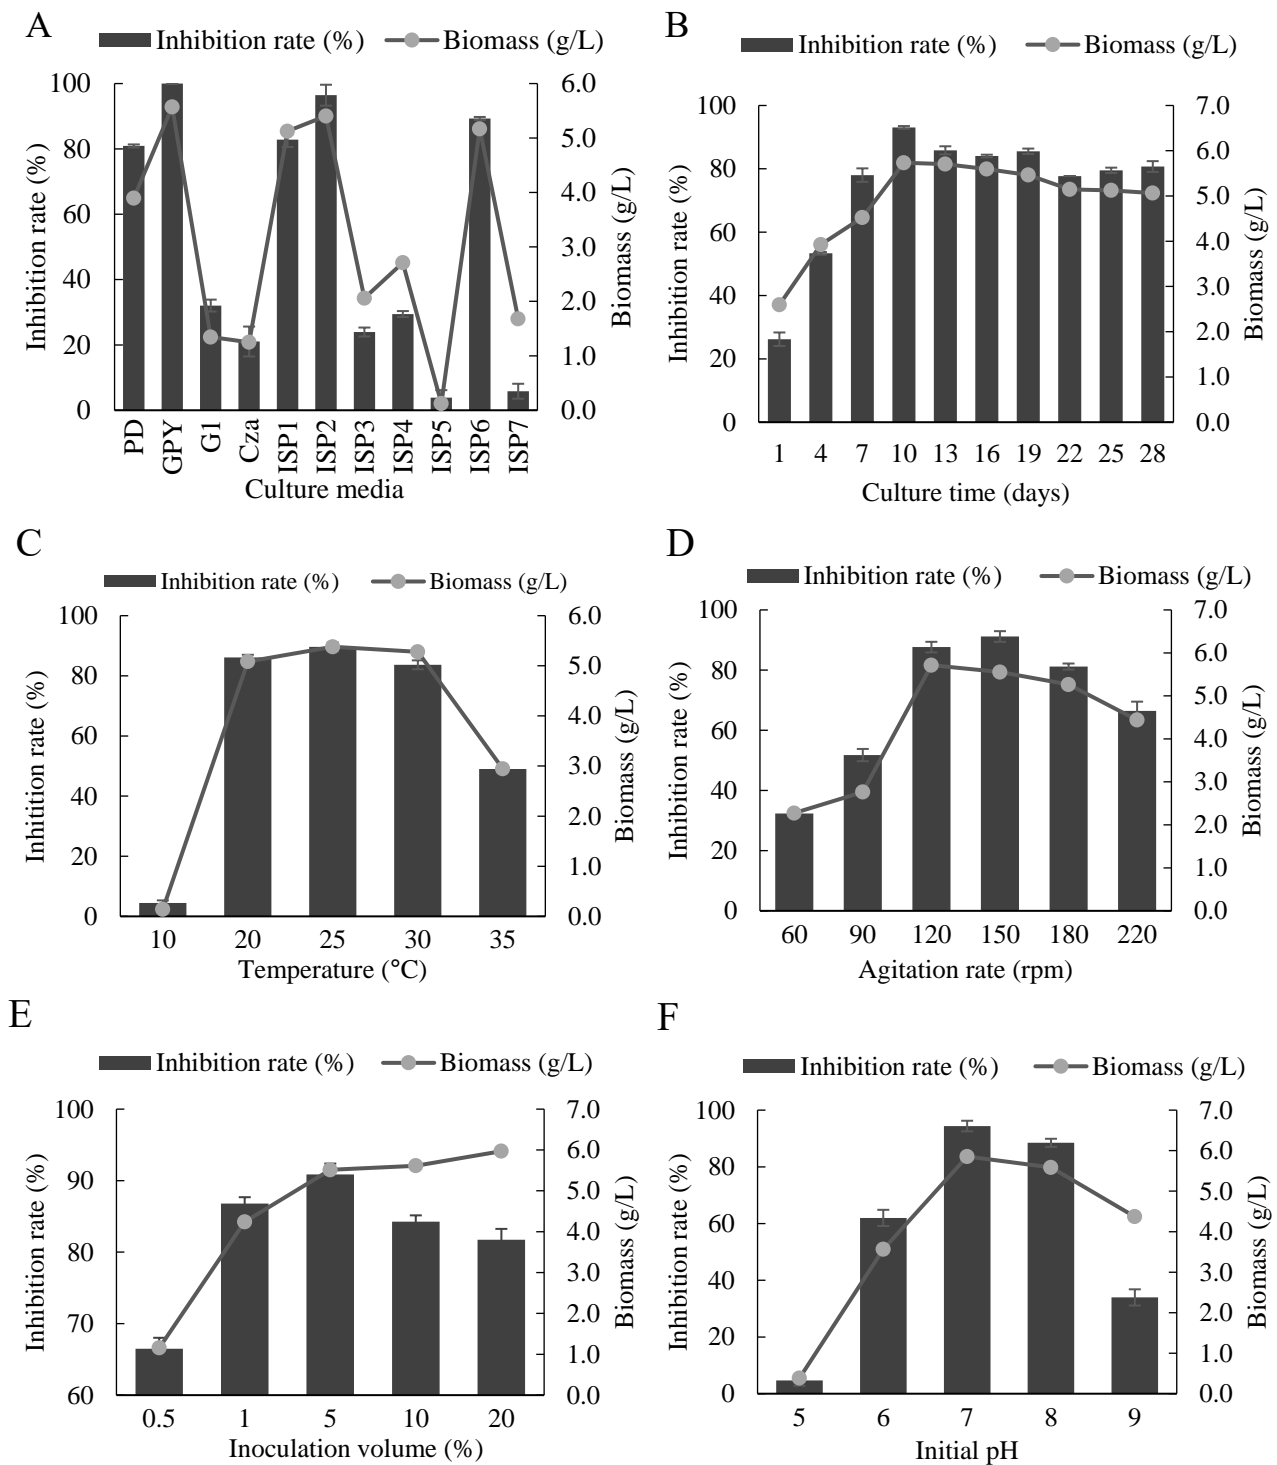 A
Inhibition rate (%) Biomass (g/L)
100 80 60 40 20 0
Inhibition rate (%)
6.0 5.0 4.0 3.0 2.0 1.0 0.0
Biomass (g/L)
PD GPY G1 Cza ISP1 ISP2 ISP3 ISP4 ISP5 ISP6 ISP7
Culture media
B
Inhibition rate (%) Biomass (g/L)
100 80 60 40 20 0
Inhibition rate (%)
7.0 6.0 5.0 4.0 3.0 2.0 1.0 0.0
Biomass (g/L)
1 4 7 10 13 16 19 22 25 28
Culture time (days)
C
Inhibition rate (%) Biomass (g/L)
100 80 60 40 20 0
Inhitition rate (%)
6.0 5.0 4.0 3.0 2.0 1.0 0.0
Biomass (g/L)
10 20 25 30 35
Temperature (°C)
D
Inhibition rate (%) Biomass (g/L)
100 80 60 40 20 0
Inhibition rate (%)
7.0 6.0 5.0 4.0 3.0 2.0 1.0 0.0
Biomass (g/L)
60 90 120 150 180 220
Agitation rate (rpm)
E
Inhibition rate (%) Biomass (g/L)
100 90 80 70 60
Inhibition rate (%)
7.0 6.0 5.0 4.0 3.0 2.0 1.0 0.0
Biomass (g/L)
0.5 1 5 10 20
Inoculation volume (%)
F
Inhibition rate (%) Biomass (g/L)
100 80 60 40 20 0
Inhibition rate (%)
7.0 6.0 5.0 4.0 3.0 2.0 1.0 0.0
Biomass (g/L)
5 6 7 8 9
Initial pH